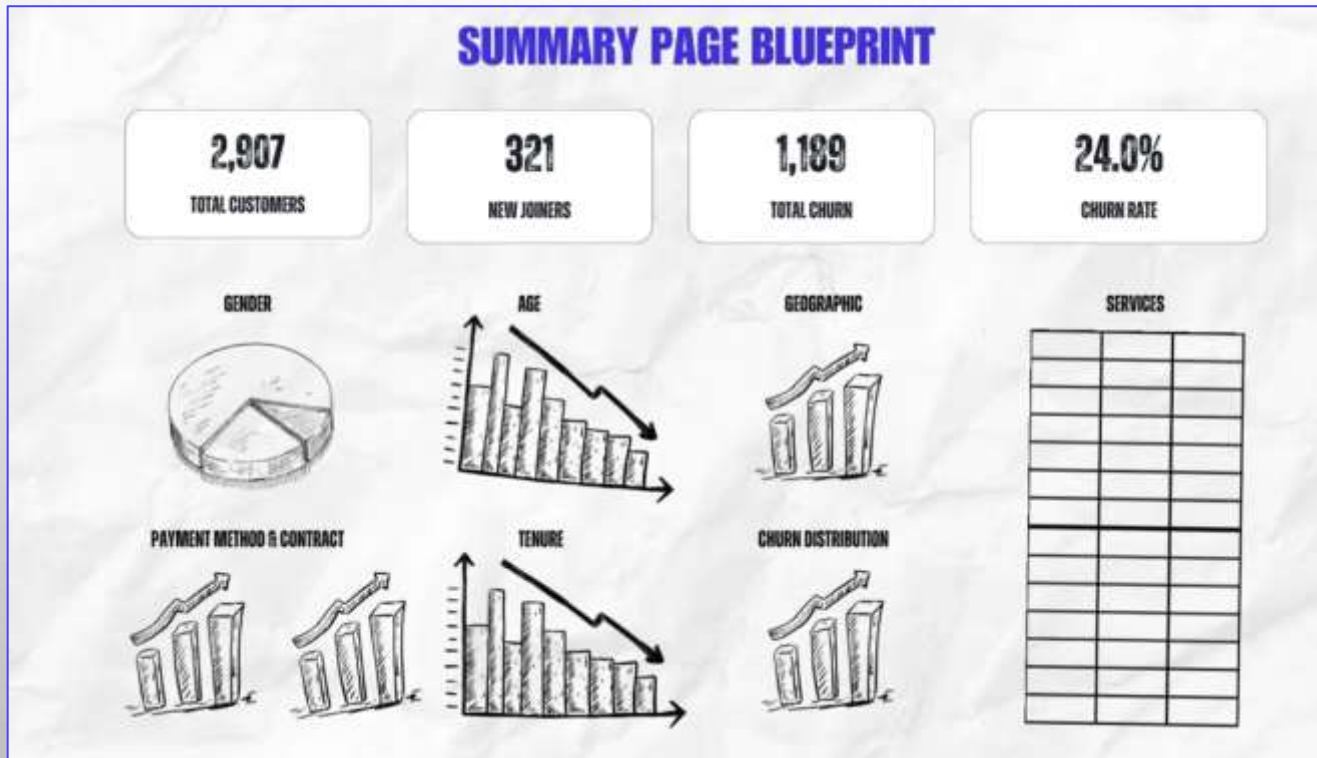 SUMMARY PAGE BLUEPRINT
2,907
TOTAL CUSTOMERS
321
NEW JOINERS
1,189
TOTAL CHURN
24.0%
CHURN RATE
GENDER
AGE
GEOGRAPHIC
SERVICES
PAYMENT METHOD & CONTRACT
TENURE
CHURN DISTRIBUTION